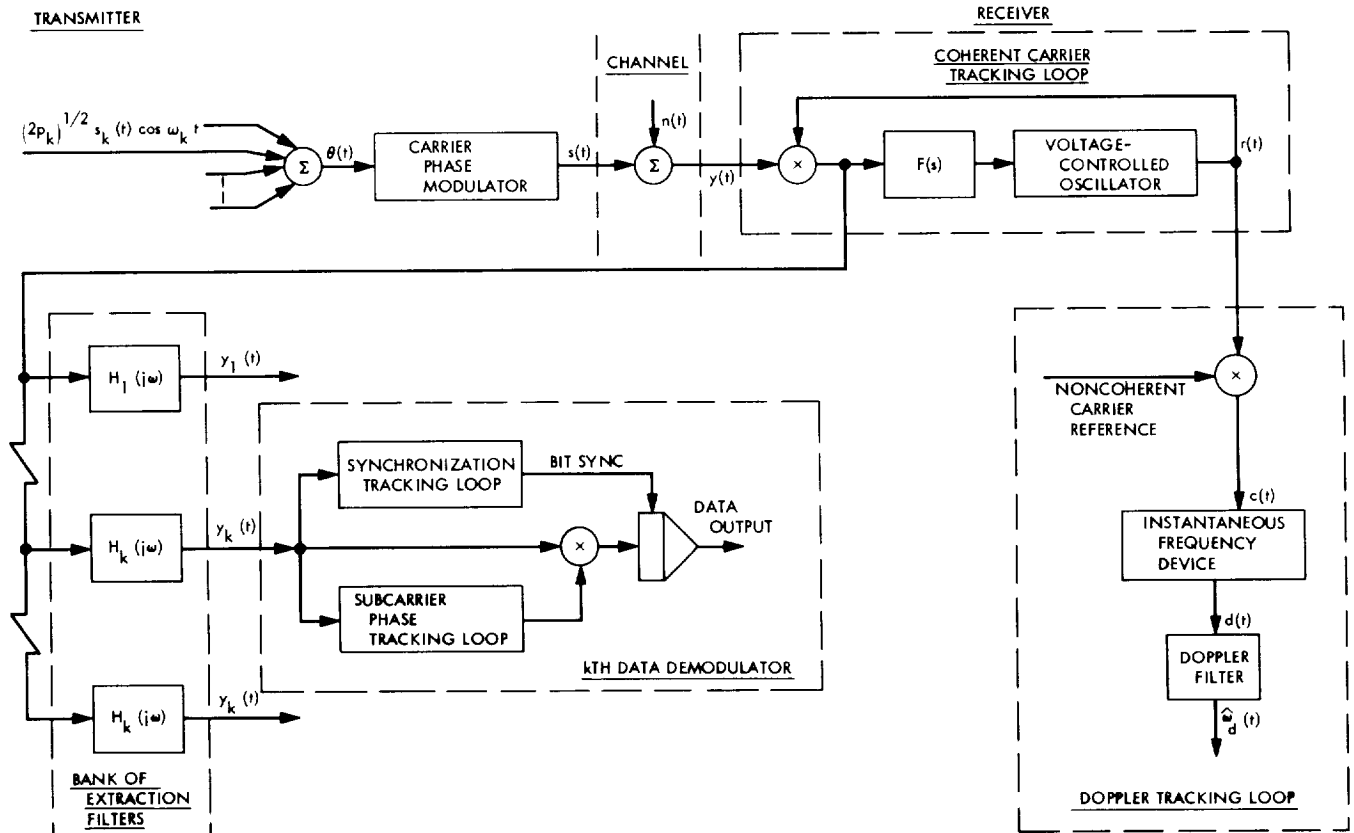 TRANSMITTER
RECEIVER
CHANNEL
COHERENT CARRIER
TRACKING LOOP
(2p_k)^{1/2} s_k (t) cos ω_k t
Σ
θ(t)
CARRIER
PHASE
MODULATOR
s(t)
n(t)
Σ
y(t)
×
F(s)
VOLTAGE-
CONTROLLED
OSCILLATOR
r(t)
H_1 (jω)
y_1 (t)
H_k (jω)
y_k (t)
H_k (jω)
y_k (t)
BANK OF
EXTRACTION
FILTERS
SYNCHRONIZATION
TRACKING LOOP
BIT SYNC
×
DATA
OUTPUT
SUBCARRIER
PHASE
TRACKING LOOP
kTH DATA DEMODULATOR
×
NONCOHERENT
CARRIER
REFERENCE
c(t)
INSTANTANEOUS
FREQUENCY
DEVICE
d(t)
DOPPLER
FILTER
ω̂_d (t)
DOPPLER TRACKING LOOP